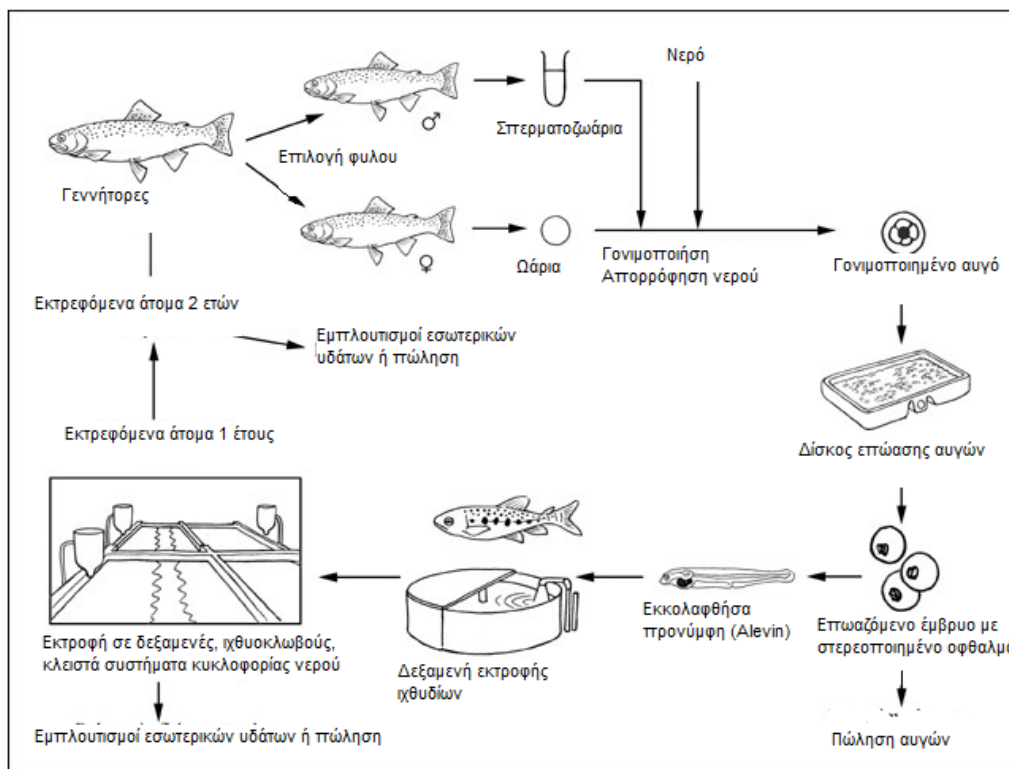 Νερό
Σπερματοζωάρια
Επιλογή φυλου
Γεννήτορες
Ωάρια
Γονιμοποιήση
Απορρόφηση νερού
Γονιμοποιημένο αυγό
Εκτρεφόμενα άτομα 2 ετών
Εμπλουτισμοί εσωτερικών
υδάτων ή πώληση
Εκτρεφόμενα άτομα 1 έτους
Δίσκος επώασης αυγών
Εκκολαφθήσα
προνύμφη (Alevin)
Επωαζόμενο έμβρυο με
στερεοποιημένο οφθαλμό
Εκτροφή σε δεξαμενές, ιχθυοκλωβούς,
κλειστά συστήματα κυκλοφορίας νερού
Δεξαμενή εκτροφής
ιχθυδίων
Εμπλουτισμοί εσωτερικών υδάτων ή πώληση
Πώληση αυγών